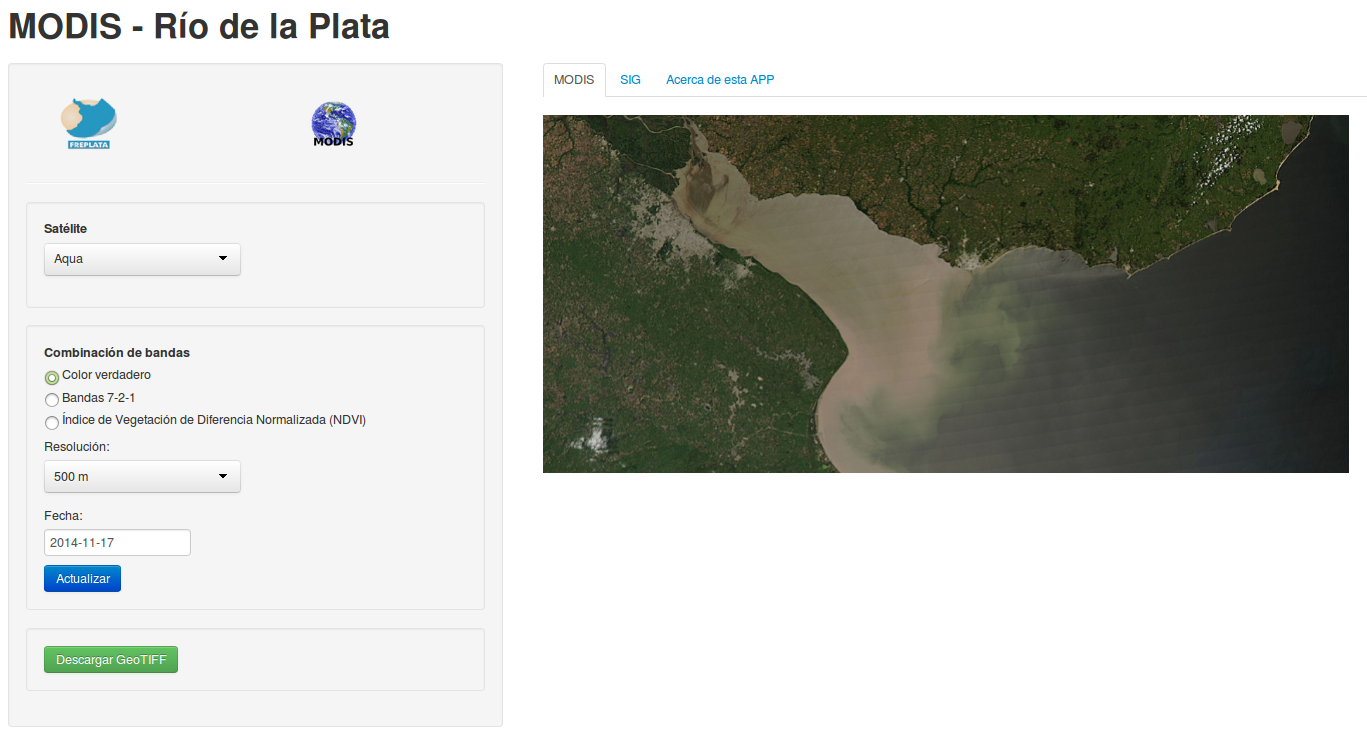 MODIS - Río de la Plata
FREPLATA
MODIS
Satélite
Aqua
Combinación de bandas
Color verdadero
Bandas 7-2-1
Índice de Vegetación de Diferencia Normalizada (NDVI)
Resolución:
500 m
Fecha:
2014-11-17
Actualizar
Descargar GeoTIFF
MODIS
SIG
Acerca de esta APP